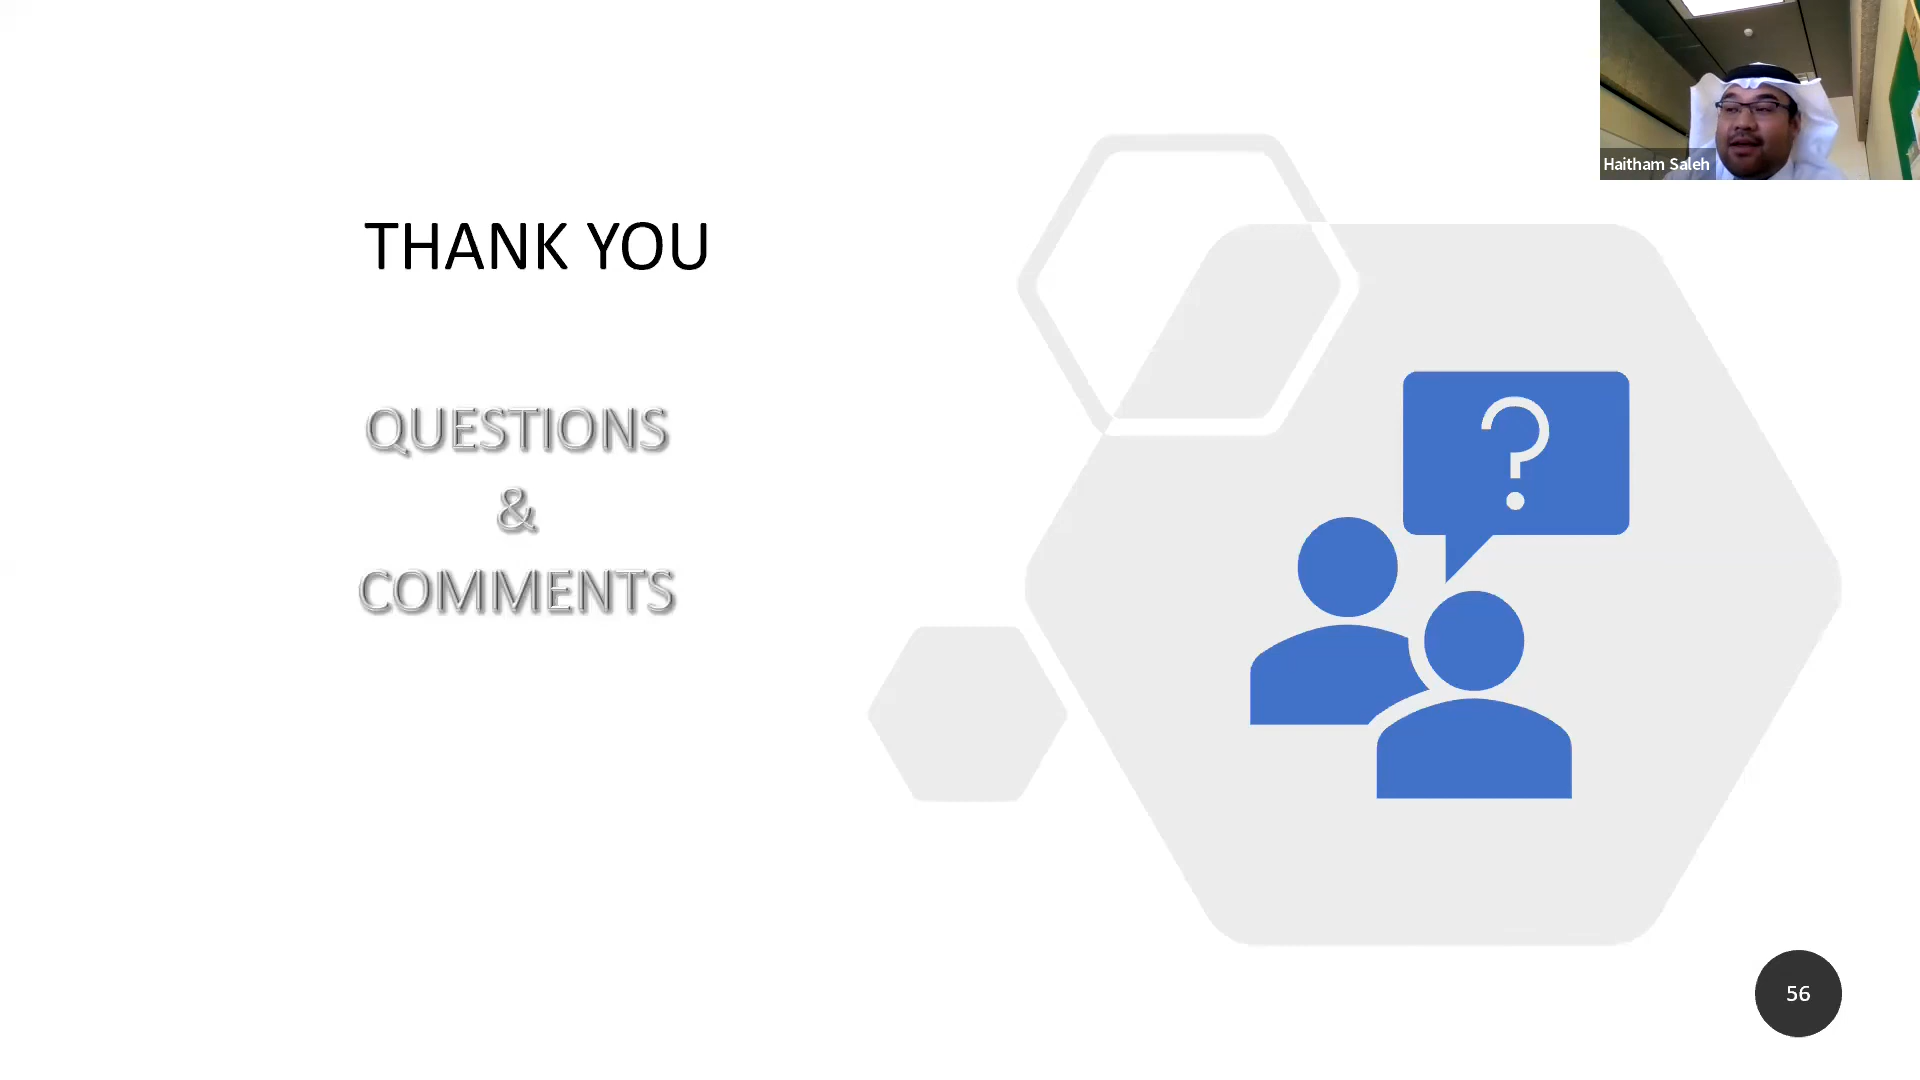 Haitham Saleh
THANK YOU
QUESTIONS
&
COMMENTS
?
56